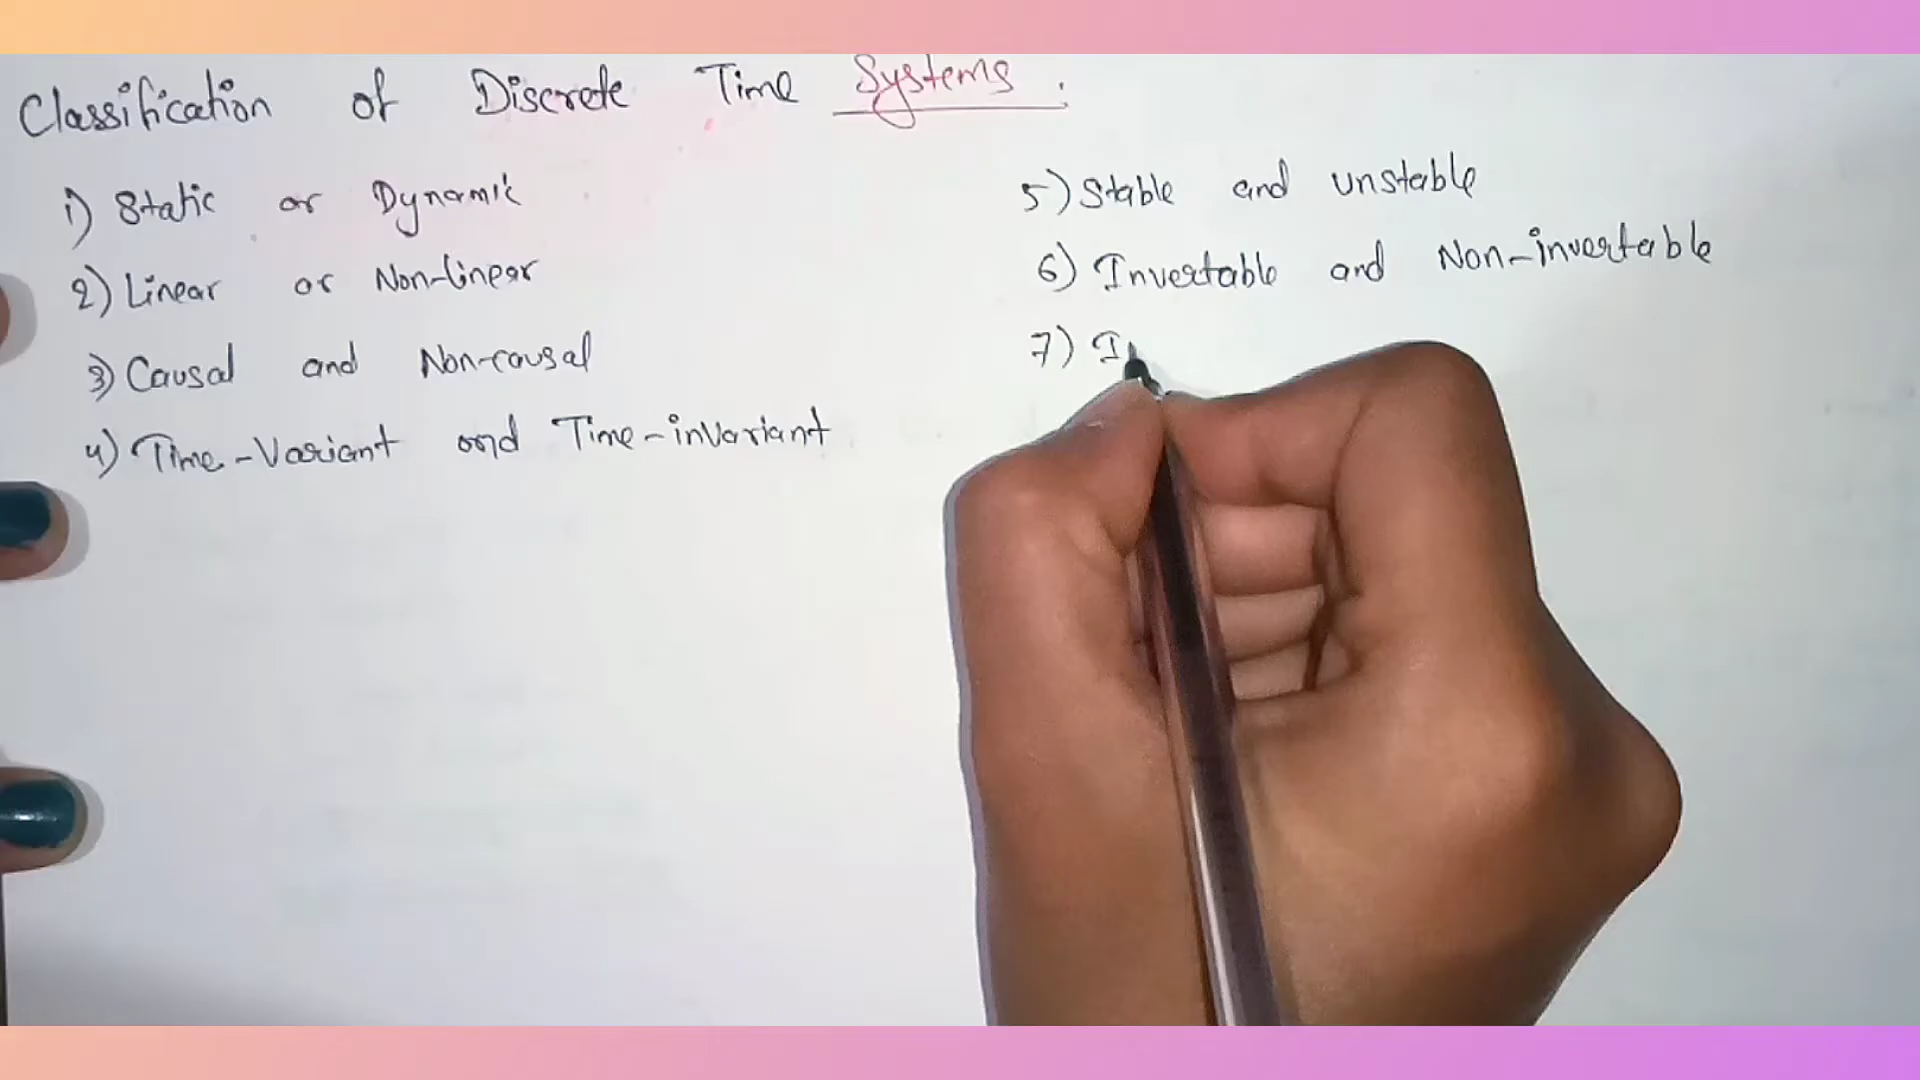 Classification of Discrete Time Systems.
1) Static or Dynamic
2) Linear or Non-linear
3) Causal and Non-causal
4) Time-Variant and Time-invariant
5) Stable and unstable
6) Invertable and Non-invertable
7) I